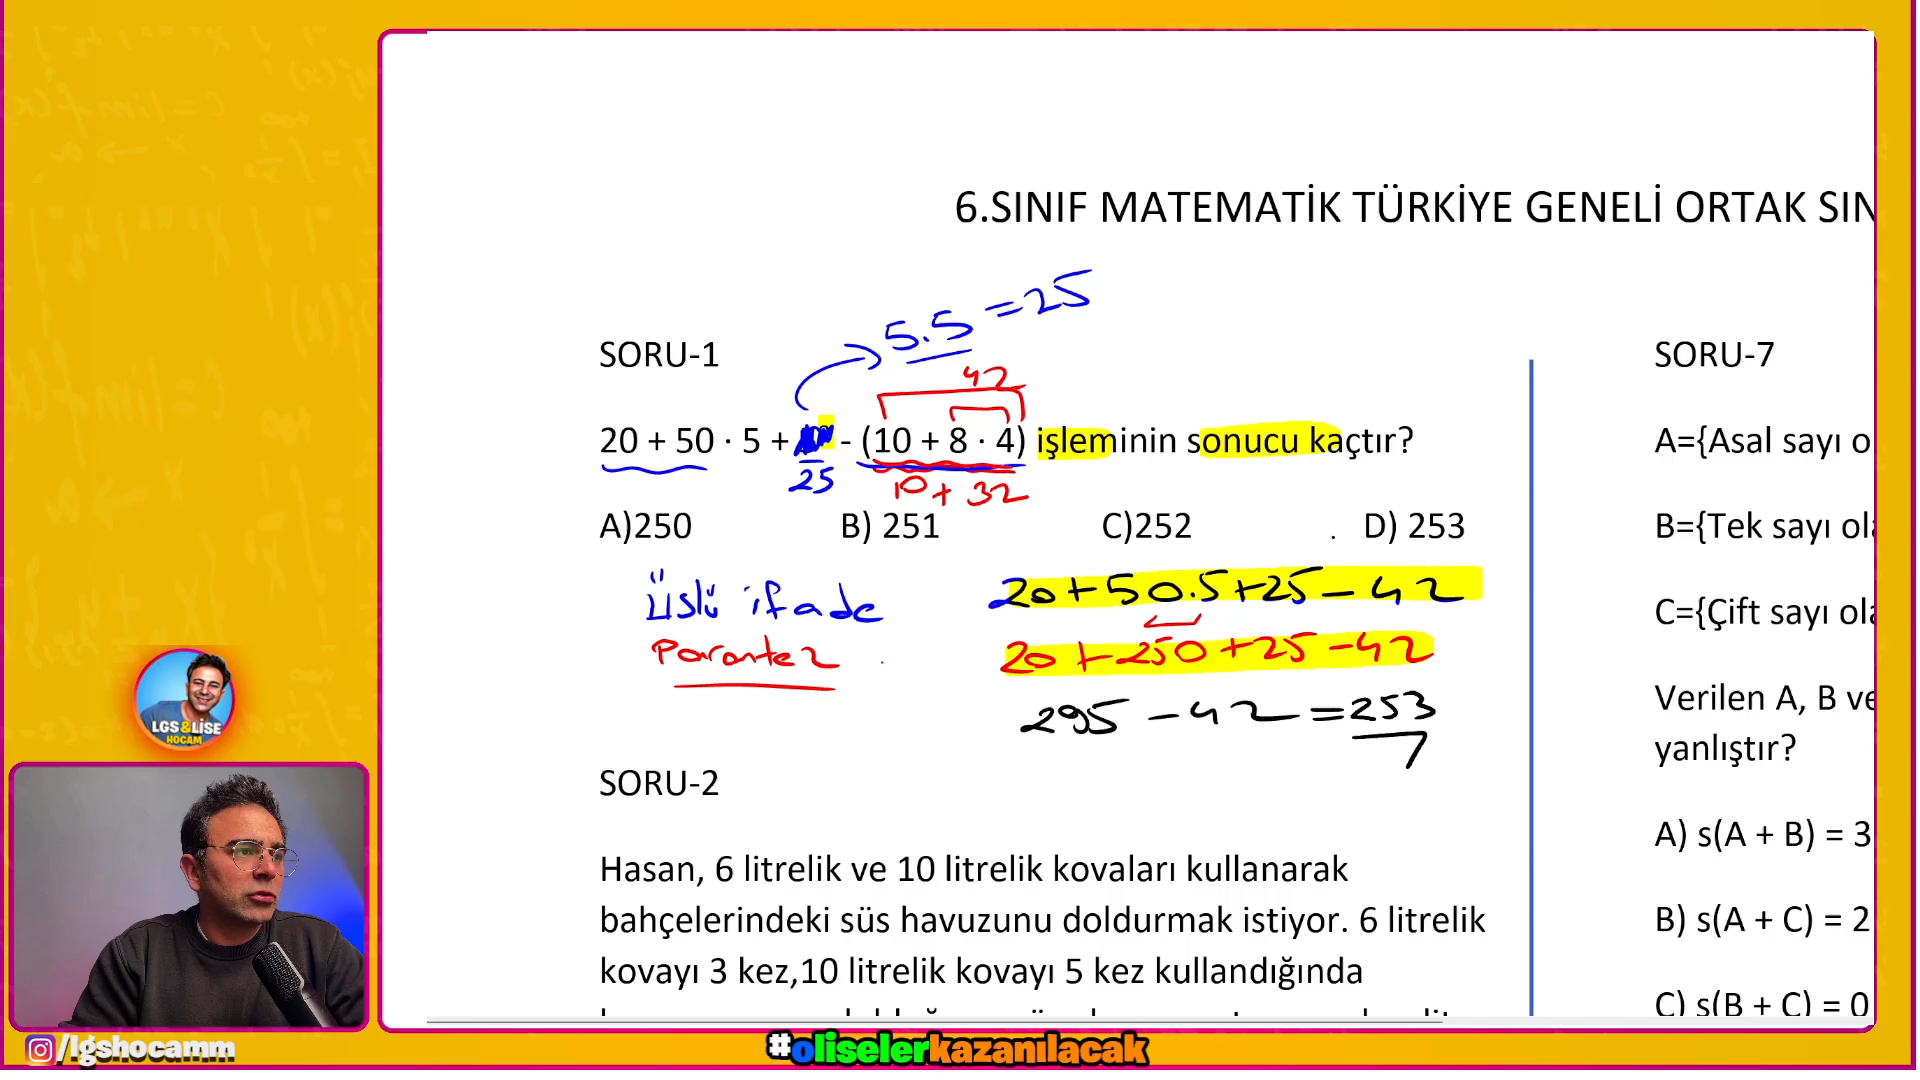 6.SINIF MATEMATİK TÜRKİYE GENELİ ORTAK SIN
5.5=25
SORU-1
42
20 + 50 · 5 + - (10 + 8 · 4) işleminin sonucu kaçtır?
25
10 + 32
A)250 B) 251 C)252 D) 253
üslü ifade
Parantez
20+50.5+25-42
20+250+25-42
295-42=253
SORU-2
Hasan, 6 litrelik ve 10 litrelik kovaları kullanarak
bahçelerindeki süs havuzunu doldurmak istiyor. 6 litrelik
kovayı 3 kez,10 litrelik kovayı 5 kez kullandığında
SORU-7
A={Asal sayı o
B={Tek sayı ola
C={Çift sayı ola
Verilen A, B ve
yanlıştır?
A) s(A + B) = 3
B) s(A + C) = 2
C) s(B + C) = 0
LGS&LİSE
HOCAM
/lgshocamm
#oliselerkazanılacak